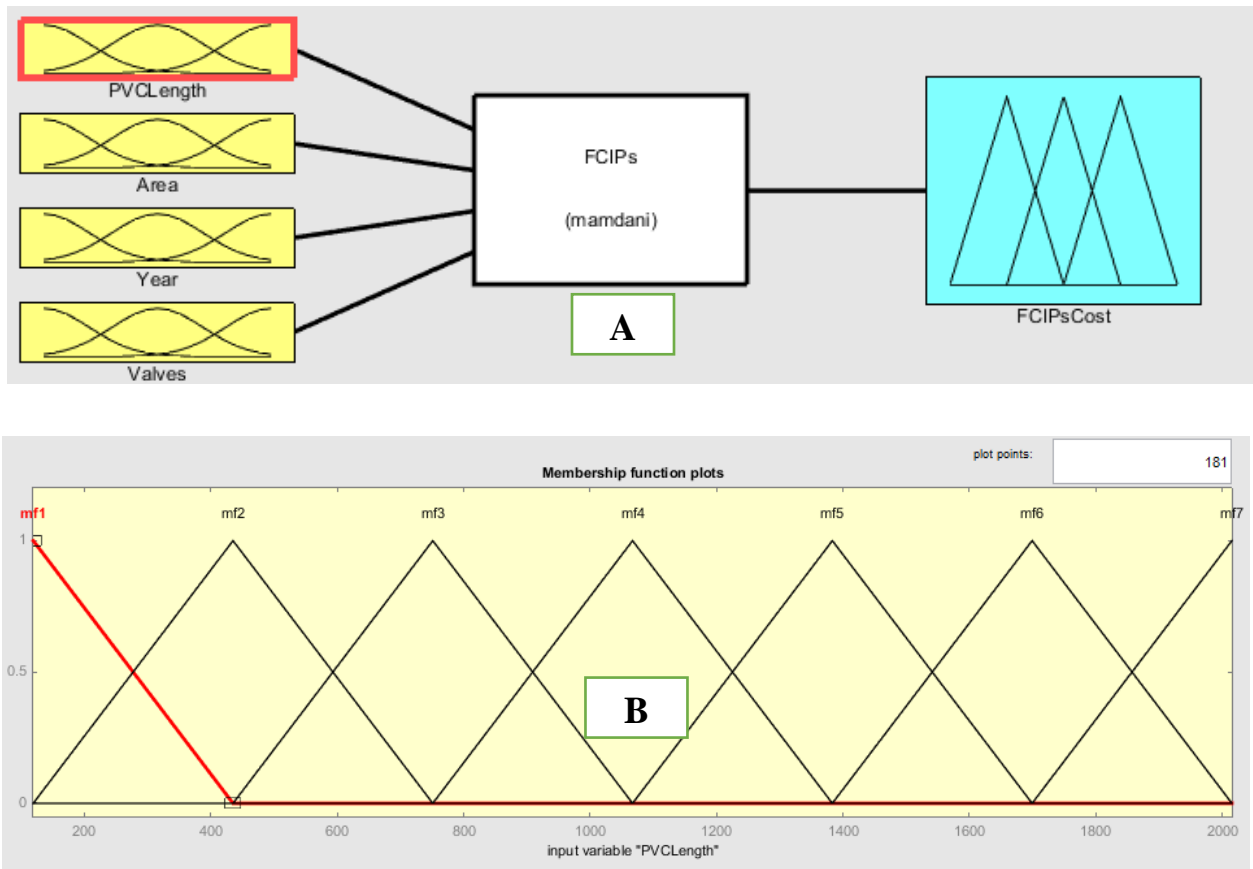 PVCLength
Area
Year
Valves
FCIPs
(mamdani)
A
FCIPsCost
plot points:
181
Membership function plots
mf1 mf2 mf3 mf4 mf5 mf6 mf7
1
0.5
0
B
200 400 600 800 1000 1200 1400 1600 1800 2000
input variable "PVCLength"